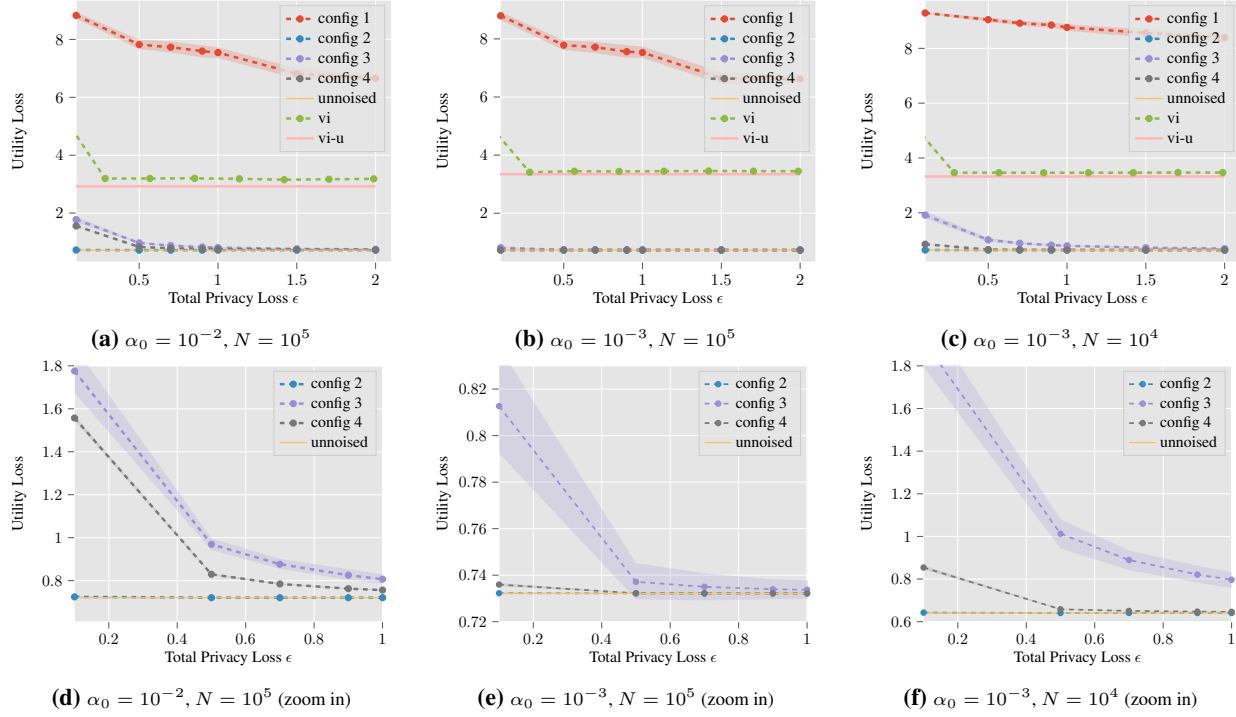 8
6
4
2
Utility Loss
0.5
1
1.5
2
Total Privacy Loss ϵ
config 1
config 2
config 3
config 4
unnoised
vi
vi-u
(a) α₀ = 10⁻², N = 10⁵
8
6
4
2
Utility Loss
0.5
1
1.5
2
Total Privacy Loss ϵ
config 1
config 2
config 3
config 4
unnoised
vi
vi-u
(b) α₀ = 10⁻³, N = 10⁵
8
6
4
2
Utility Loss
0.5
1
1.5
2
Total Privacy Loss ϵ
config 1
config 2
config 3
config 4
unnoised
vi
vi-u
(c) α₀ = 10⁻³, N = 10⁴
1.8
1.6
1.4
1.2
1
0.8
Utility Loss
0.2
0.4
0.6
0.8
1
Total Privacy Loss ϵ
config 2
config 3
config 4
unnoised
(d) α₀ = 10⁻², N = 10⁵ (zoom in)
0.82
0.8
0.78
0.76
0.74
0.72
Utility Loss
0.2
0.4
0.6
0.8
1
Total Privacy Loss ϵ
config 2
config 3
config 4
unnoised
(e) α₀ = 10⁻³, N = 10⁵ (zoom in)
1.8
1.6
1.4
1.2
1
0.8
0.6
Utility Loss
0.2
0.4
0.6
0.8
1
Total Privacy Loss ϵ
config 2
config 3
config 4
unnoised
(f) α₀ = 10⁻³, N = 10⁴ (zoom in)